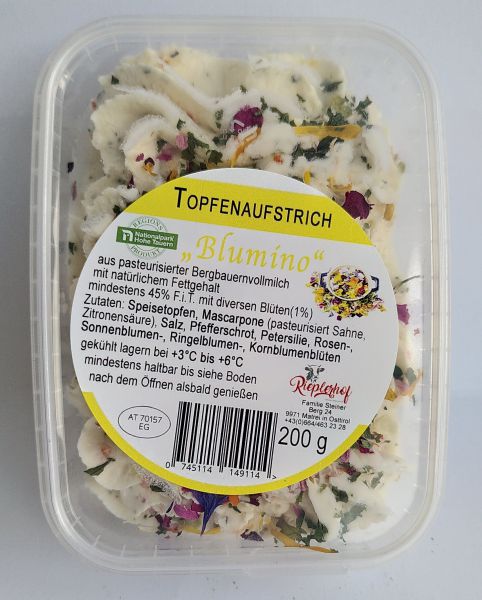 TOPFENAUFSTRICH
REGIONS
Nationalpark
Hohe Tauern
PRODUKT
„Blumino“
aus pasteurisierter Bergbauernvollmilch
mit natürlichem Fettgehalt
mindestens 45% F.i.T. mit diversen Blüten(1%)
Zutaten: Speisetopfen, Mascarpone (pasteurisiert Sahne,
Zitronensäure), Salz, Pfefferschrot, Petersilie, Rosen-,
Sonnenblumen-, Ringelblumen-, Kornblumenblüten
gekühlt lagern bei +3°C bis +6°C
mindestens haltbar bis siehe Boden
nach dem Öffnen alsbald genießen
Rieplerhof
Familie Steiner
Berg 24
9971 Matrei in Osttirol
+43(0)664/463 23 28
AT 70157
EG
200 g
0 745114 149114 >